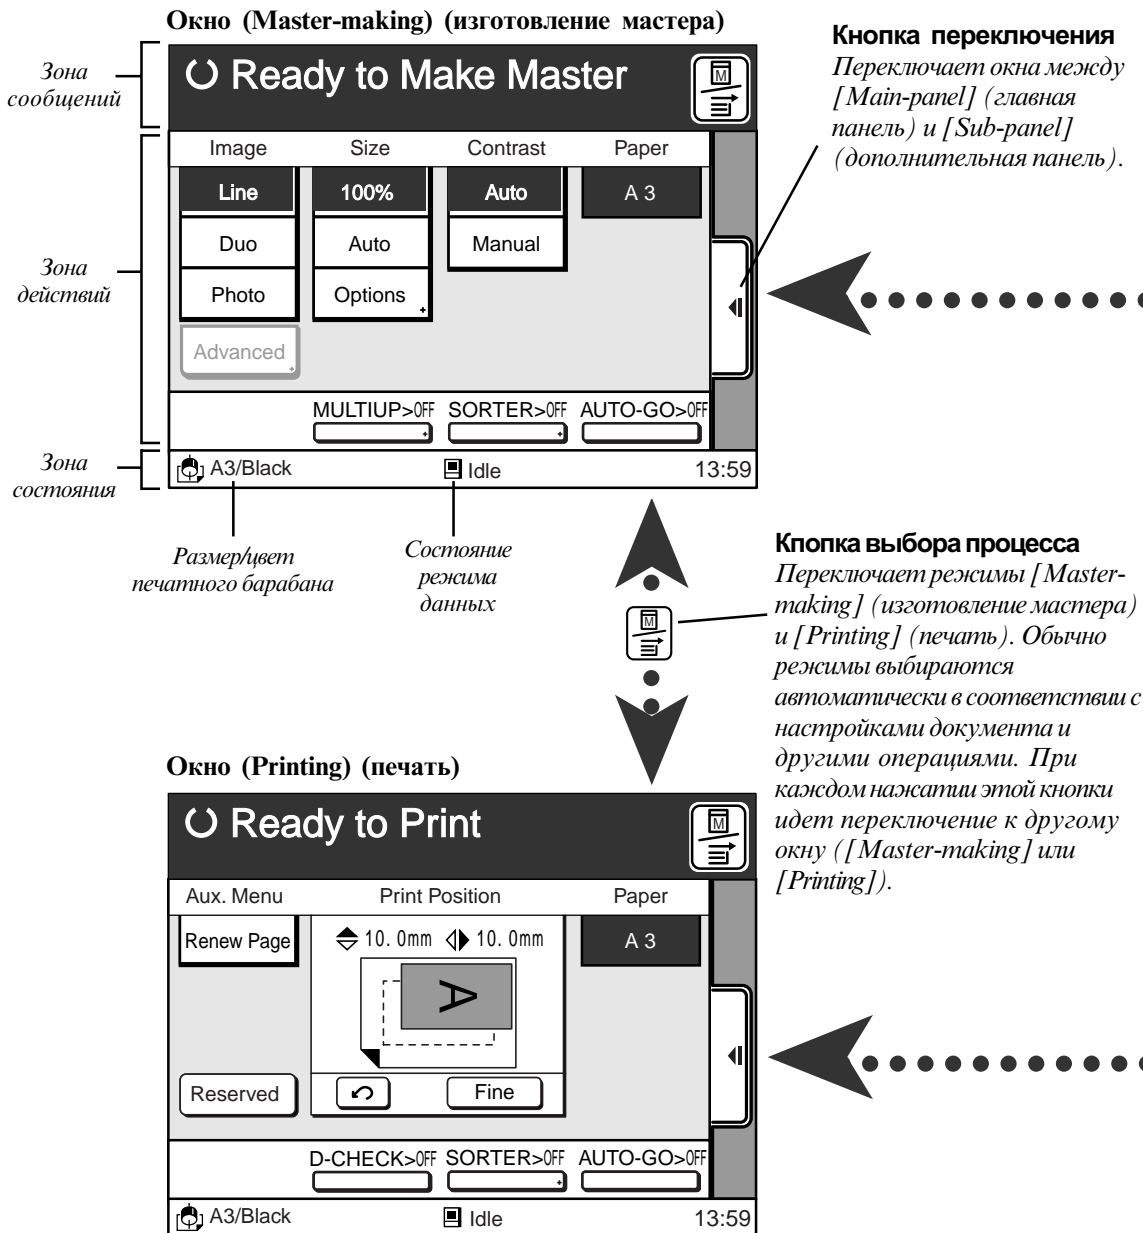 Окно (Master-making) (изготовление мастера)
Зона
сообщений
Ready to Make Master
M
Кнопка переключения
Переключает окна между
[Main-panel] (главная
панель) и [Sub-panel]
(дополнительная панель).
Зона
действий
Image Size Contrast Paper
Line 100% Auto A 3
Duo Auto Manual
Photo Options
Advanced
MULTIUP>OFF SORTER>OFF AUTO-GO>OFF
Зона
состояния
A3/Black Idle 13:59
Размер/цвет
печатного барабана
Состояние
режима
данных
M
Кпопка выбора процесса
Переключает режимы [Master-
making] (изготовление мастера)
и [Printing] (печать). Обычно
режимы выбираются
автоматически в соответствии с
настройками документа и
другими операциями. При
каждом нажатии этой кнопки
идет переключение к другому
окну ([Master-making] или
[Printing]).
Окно (Printing) (печать)
Ready to Print
M
Aux. Menu Print Position Paper
Renew Page 10. 0mm 10. 0mm A 3
A
Reserved Fine
D-CHECK>OFF SORTER>OFF AUTO-GO>OFF
A3/Black Idle 13:59